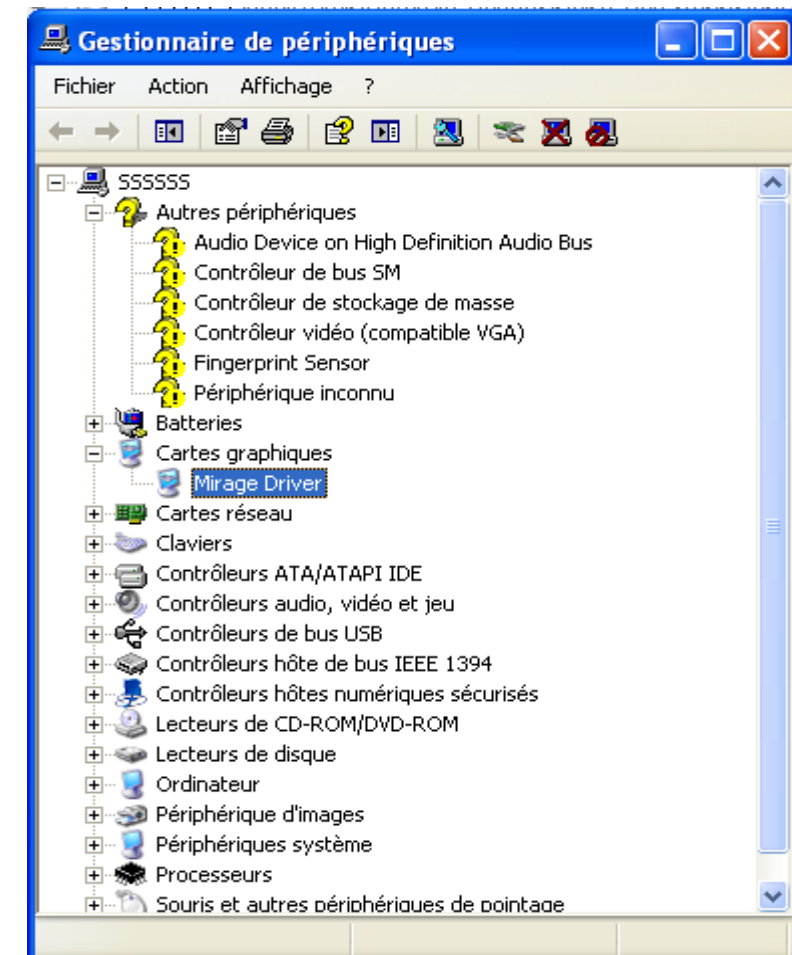 Gestionnaire de périphériques
Fichier Action Affichage ?
SSSSSS
Autres périphériques
Audio Device on High Definition Audio Bus
Contrôleur de bus SM
Contrôleur de stockage de masse
Contrôleur vidéo (compatible VGA)
Fingerprint Sensor
Périphérique inconnu
Batteries
Cartes graphiques
Mirage Driver
Cartes réseau
Claviers
Contrôleurs ATA/ATAPI IDE
Contrôleurs audio, vidéo et jeu
Contrôleurs de bus USB
Contrôleurs hôte de bus IEEE 1394
Contrôleurs hôtes numériques sécurisés
Lecteurs de CD-ROM/DVD-ROM
Lecteurs de disque
Ordinateur
Périphérique d'images
Périphériques système
Processeurs
Souris et autres périphériques de pointage